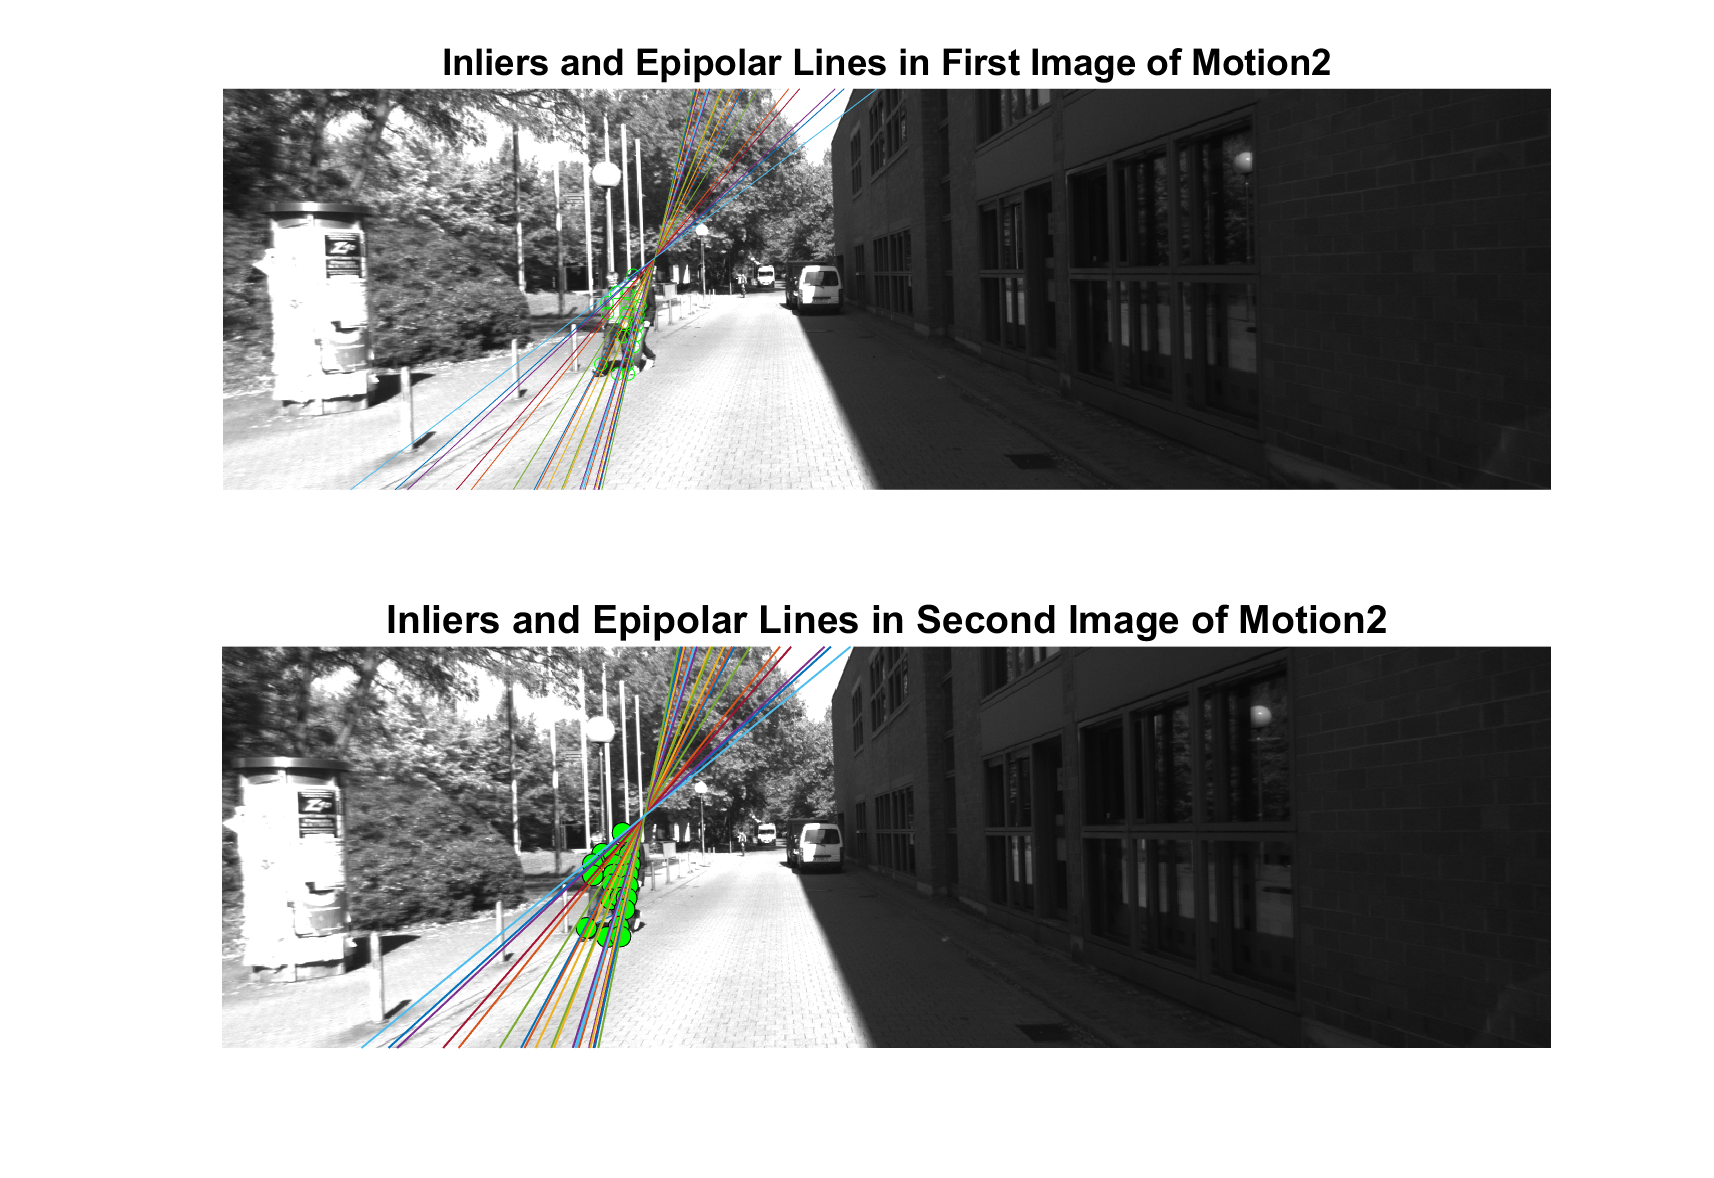 Inliers and Epipolar Lines in First Image of Motion2
Inliers and Epipolar Lines in Second Image of Motion2